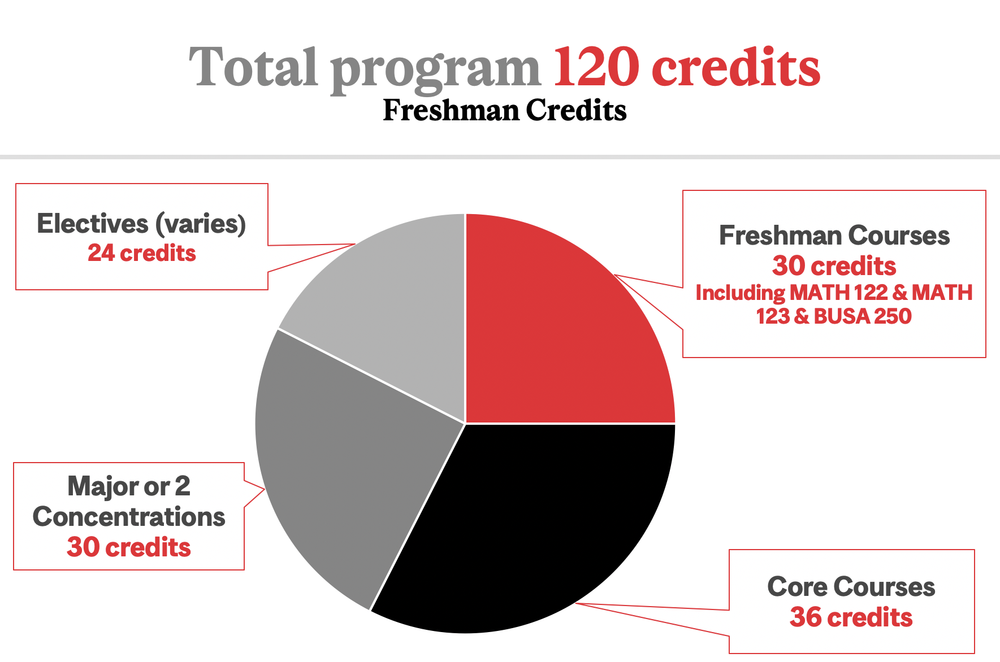 Total program 120 credits
Freshman Credits
Electives (varies)
24 credits
Freshman Courses
30 credits
Including MATH 122 & MATH
123 & BUSA 250
Major or 2
Concentrations
30 credits
Core Courses
36 credits